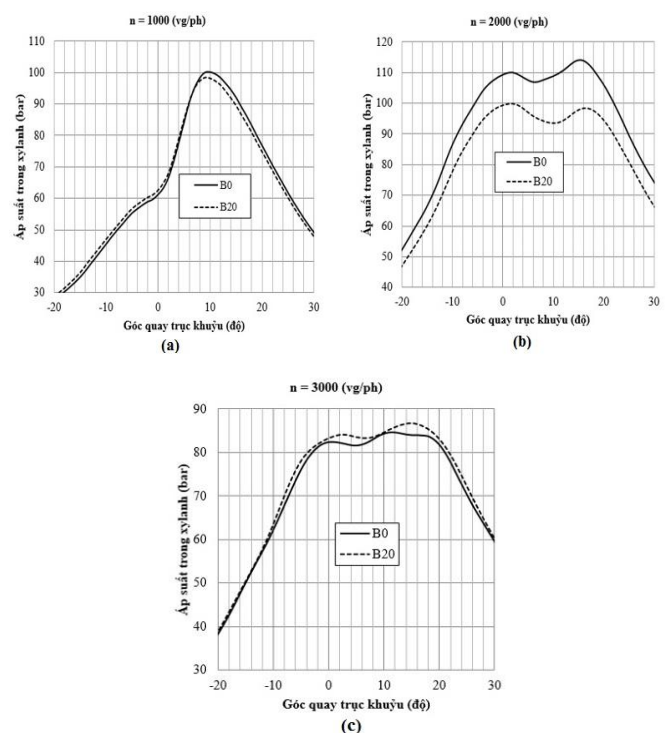 n = 1000 (vg/ph)
110
100
90
80
70
60
50
40
30
-20 -10 0 10 20 30
Áp suất trong xylanh (bar)
B0
B20
Góc quay trục khuỷu (độ)
(a)
n = 2000 (vg/ph)
120
110
100
90
80
70
60
50
40
-20 -10 0 10 20 30
Áp suất trong xylanh (bar)
B0
B20
Góc quay trục khuỷu (độ)
(b)
n = 3000 (vg/ph)
90
80
70
60
50
40
30
-20 -10 0 10 20 30
Áp suất trong xylanh (bar)
B0
B20
Góc quay trục khuỷu (độ)
(c)